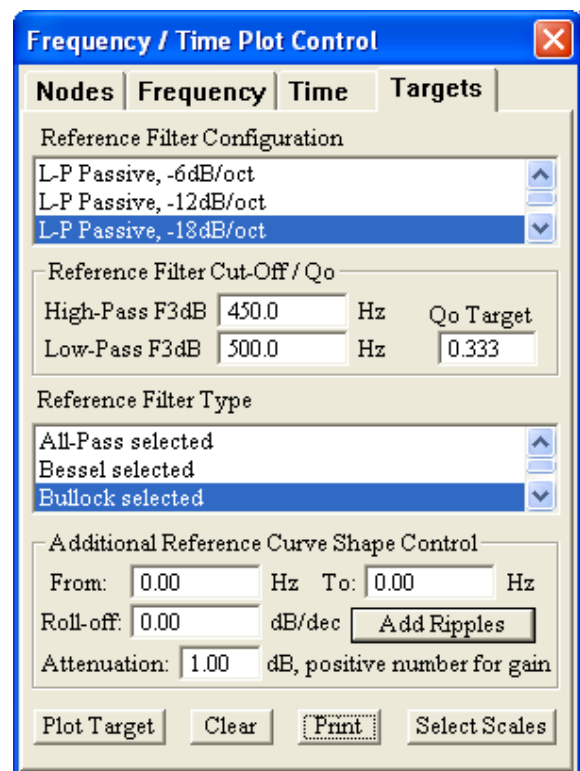 Frequency / Time Plot Control
Nodes Frequency Time Targets
Reference Filter Configuration
L-P Passive, -6dB/oct
L-P Passive, -12dB/oct
L-P Passive, -18dB/oct
Reference Filter Cut-Off / Qo
High-Pass F3dB 450.0 Hz Qo Target
Low-Pass F3dB 500.0 Hz 0.333
Reference Filter Type
All-Pass selected
Bessel selected
Bullock selected
Additional Reference Curve Shape Control
From: 0.00 Hz To: 0.00 Hz
Roll-off: 0.00 dB/dec Add Ripples
Attenuation: 1.00 dB, positive number for gain
Plot Target Clear Print Select Scales